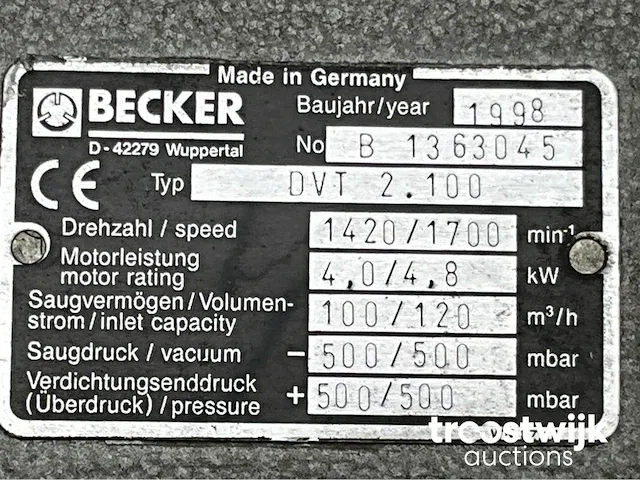 Made in Germany
BECKER
D-42279 Wuppertal
Baujahr/year 1998
No B 1363045
CE Typ DVT 2.100
Drehzahl / speed 1420/1700 min-1
Motorleistung
motor rating 4,0/4,8 kW
Saugvermögen / Volumen-
strom / inlet capacity 100/120 m³/h
Saugdruck / vacuum - 500/500 mbar
Verdichtungsenddruck
(Überdruck) / pressure + 500/500 mbar
troostwijk
auctions